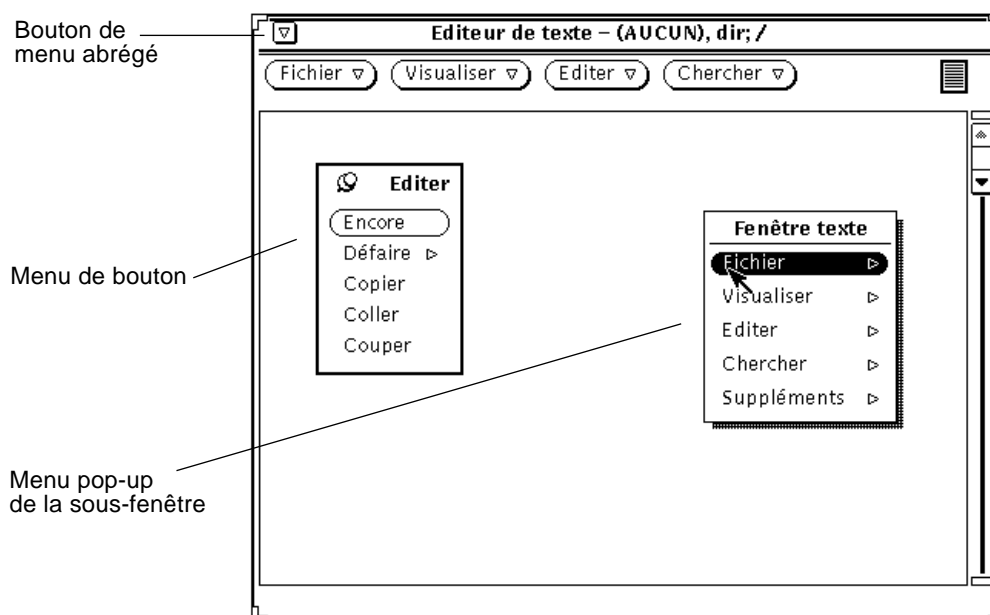 Bouton de
menu abrégé
Editeur de texte – (AUCUN), dir; /
Fichier Visualiser Editer Chercher
Editer
Encore
Défaire
Copier
Coller
Couper
Menu de bouton
Fenêtre texte
Fichier
Visualiser
Editer
Chercher
Suppléments
Menu pop-up
de la sous-fenêtre